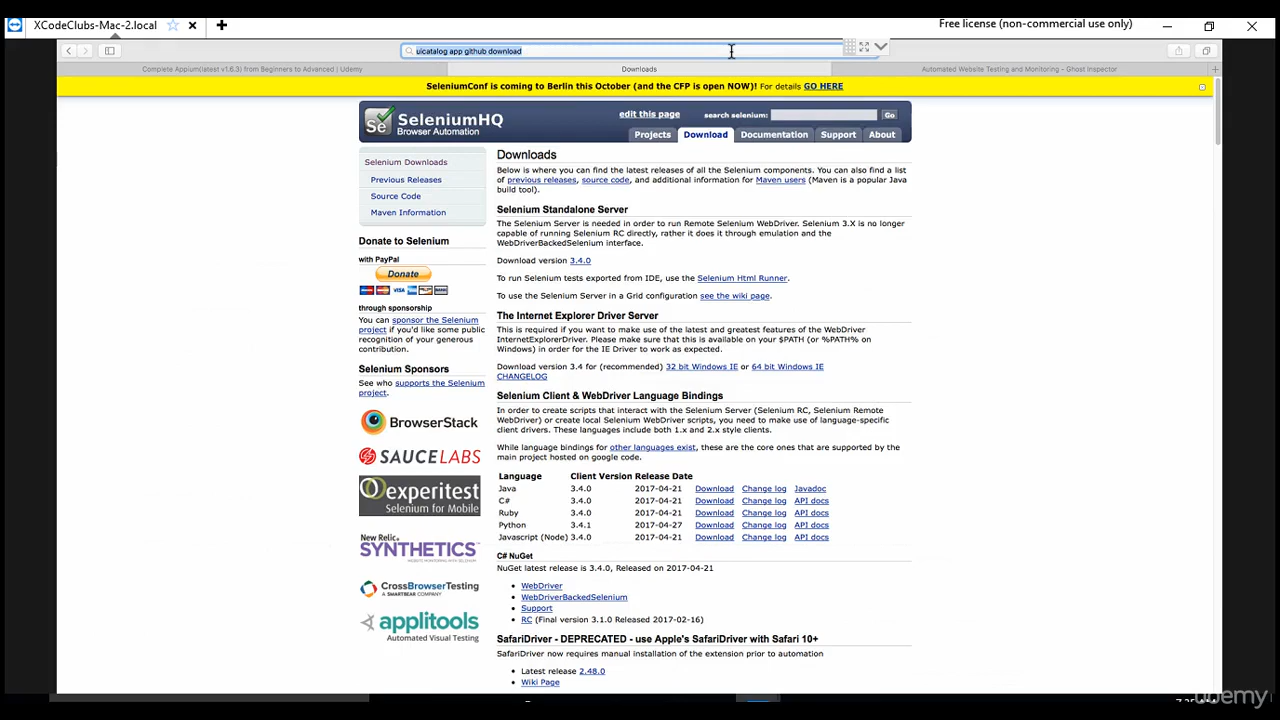 XCodeClubs-Mac-2.local
Free license (non-commercial use only)
uicatalog app github download
Complete Appium(latest v1.6.3) from Beginners to Advanced | Udemy
Downloads
Automated Website Testing and Monitoring - Ghost Inspector
SeleniumConf is coming to Berlin this October (and the CFP is open NOW)! For details GO HERE
SeleniumHQ
Browser Automation
edit this page
search selenium:
Go
Projects
Download
Documentation
Support
About
Selenium Downloads
Previous Releases
Source Code
Maven Information
Donate to Selenium
with PayPal
Donate
through sponsorship
You can sponsor the Selenium
project if you'd like some public
recognition of your generous
contribution.
Selenium Sponsors
See who supports the Selenium
project.
BrowserStack
SAUCE LABS
experitest
Selenium for Mobile
New Relic
SYNTHETICS
CrossBrowserTesting
A SMARTBEAR COMPANY
applitools
Automated Visual Testing
Downloads
Below is where you can find the latest releases of all the Selenium components. You can also find a list
of previous releases, source code, and additional information for Maven users (Maven is a popular Java
build tool).
Selenium Standalone Server
The Selenium Server is needed in order to run Remote Selenium WebDriver. Selenium 3.X is no longer
capable of running Selenium RC directly, rather it does it through emulation and the
WebDriverBackedSelenium interface.
Download version 3.4.0
To run Selenium tests exported from IDE, use the Selenium Html Runner.
To use the Selenium Server in a Grid configuration see the wiki page.
The Internet Explorer Driver Server
This is required if you want to make use of the latest and greatest features of the WebDriver
InternetExplorerDriver. Please make sure that this is available on your $PATH (or %PATH% on
Windows) in order for the IE Driver to work as expected.
Download version 3.4 for (recommended) 32 bit Windows IE or 64 bit Windows IE
CHANGELOG
Selenium Client & WebDriver Language Bindings
In order to create scripts that interact with the Selenium Server (Selenium RC, Selenium Remote
WebDriver) or create local Selenium WebDriver scripts, you need to make use of language-specific
client drivers. These languages include both 1.x and 2.x style clients.
While language bindings for other languages exist, these are the core ones that are supported by the
main project hosted on google code.
Language Client Version Release Date
Java 3.4.0 2017-04-21 Download Change log Javadoc
C# 3.4.0 2017-04-21 Download Change log API docs
Ruby 3.4.0 2017-04-21 Download Change log API docs
Python 3.4.1 2017-04-27 Download Change log API docs
Javascript (Node) 3.4.0 2017-04-21 Download Change log API docs
C# NuGet
NuGet latest release is 3.4.0, Released on 2017-04-21
WebDriver
WebDriverBackedSelenium
Support
RC (Final version 3.1.0 Released 2017-02-16)
SafariDriver - DEPRECATED - use Apple's SafariDriver with Safari 10+
SafariDriver now requires manual installation of the extension prior to automation
Latest release 2.48.0
Wiki Page
udemy